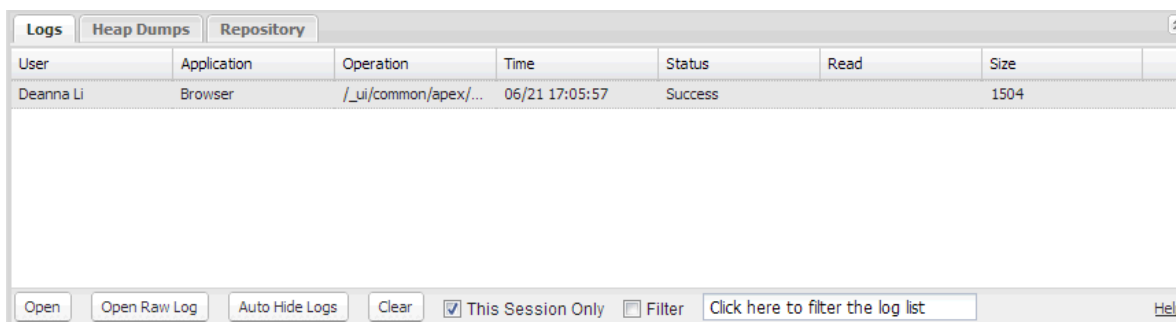 Logs Heap Dumps Repository
User Application Operation Time Status Read Size
Deanna Li Browser /_ui/common/apex/... 06/21 17:05:57 Success 1504
Open Open Raw Log Auto Hide Logs Clear This Session Only Filter Click here to filter the log list Hel